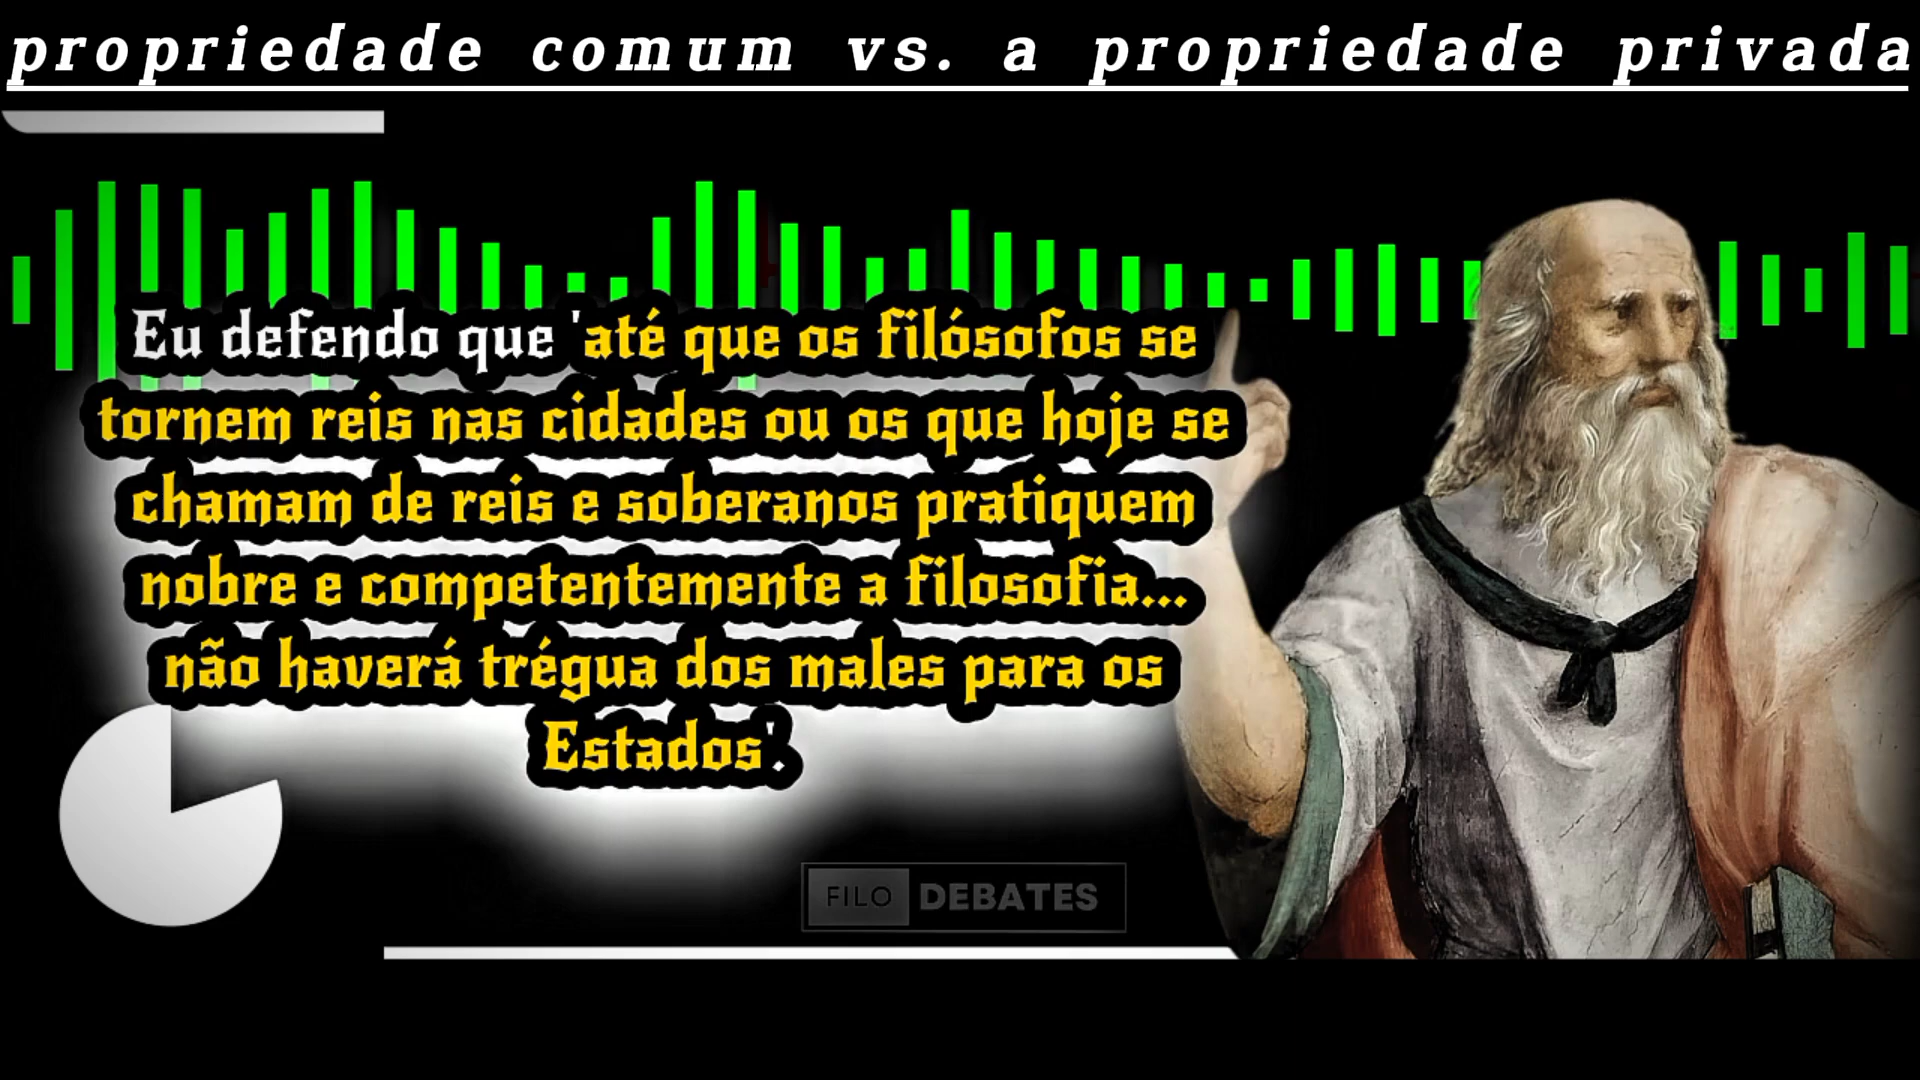 propriedade comum vs. a propriedade privada
Eu defendo que 'até que os filósofos se
tornem reis nas cidades ou os que hoje se
chamam de reis e soberanos pratiquem
nobre e competentemente a filosofia...
não haverá trégua dos males para os
Estados'.
FILO DEBATES